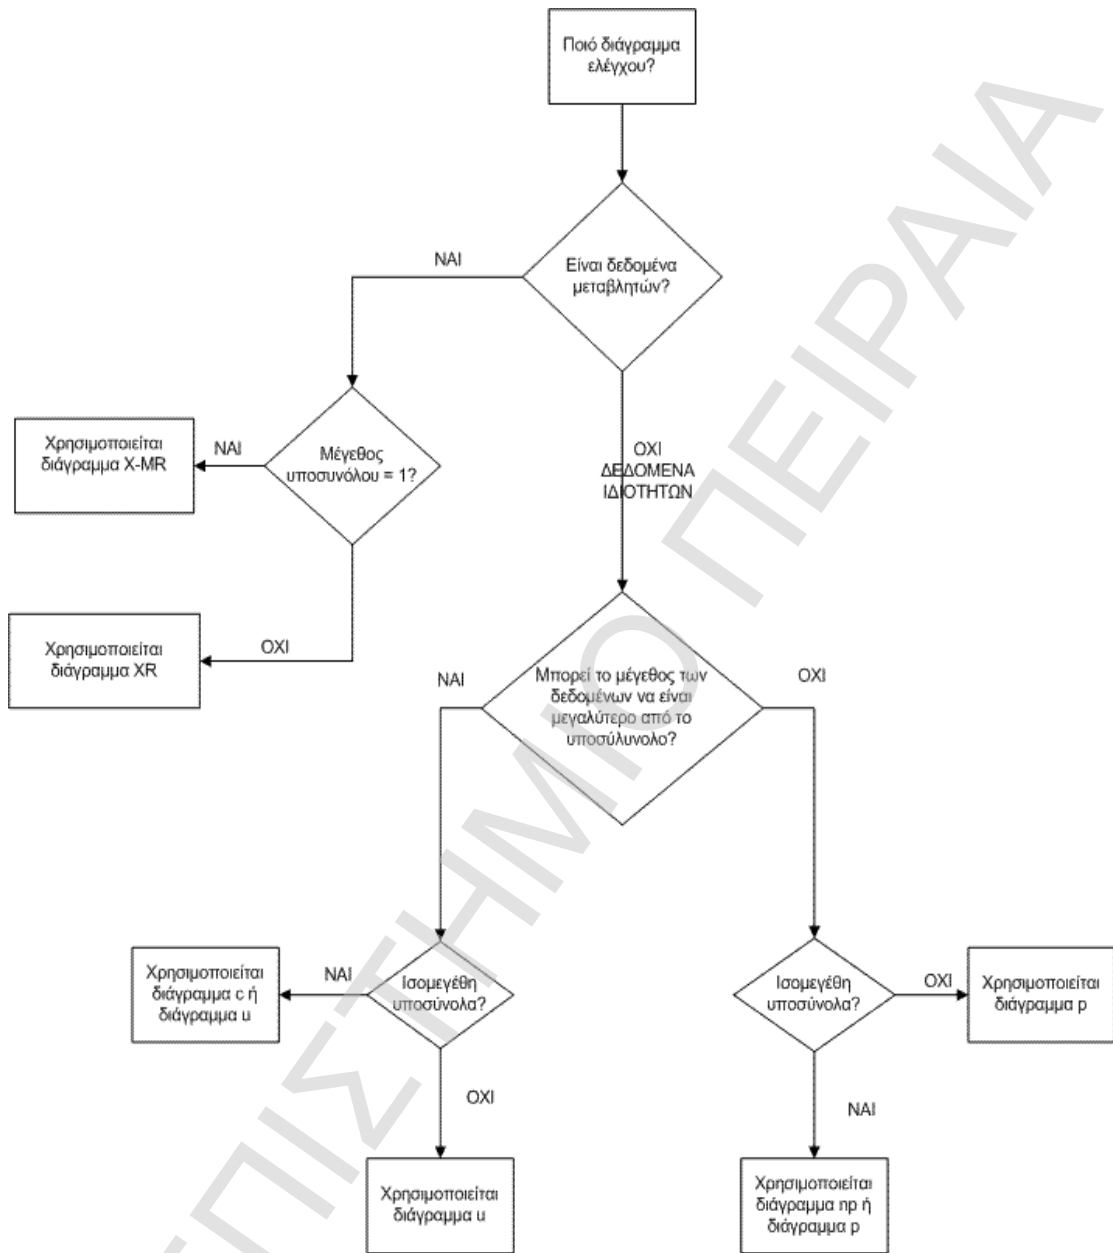 Ποιό διάγραμμα
ελέγχου?
ΝΑΙ
Είναι δεδομένα
μεταβλητών?
Χρησιμοποιείται
διάγραμμα X-MR
ΝΑΙ
Μέγεθος
υποσυνόλου = 1?
ΟΧΙ
ΔΕΔΟΜΕΝΑ
ΙΔΙΟΤΗΤΩΝ
Χρησιμοποιείται
διάγραμμα XR
ΟΧΙ
ΝΑΙ
Μπορεί το μέγεθος των
δεδομένων να είναι
μεγαλύτερο από το
υποσύλυνολο?
ΟΧΙ
Χρησιμοποιείται
διάγραμμα c ή
διάγραμμα u
ΝΑΙ
Ισομεγέθη
υποσύνολα?
Ισομεγέθη
υποσύνολα?
ΟΧΙ
Χρησιμοποιείται
διάγραμμα p
ΟΧΙ
ΝΑΙ
Χρησιμοποιείται
διάγραμμα u
Χρησιμοποιείται
διάγραμμα np ή
διάγραμμα p
ΠΙΣΤΗΜΙΟ ΠΕΙΡΑΙΑ